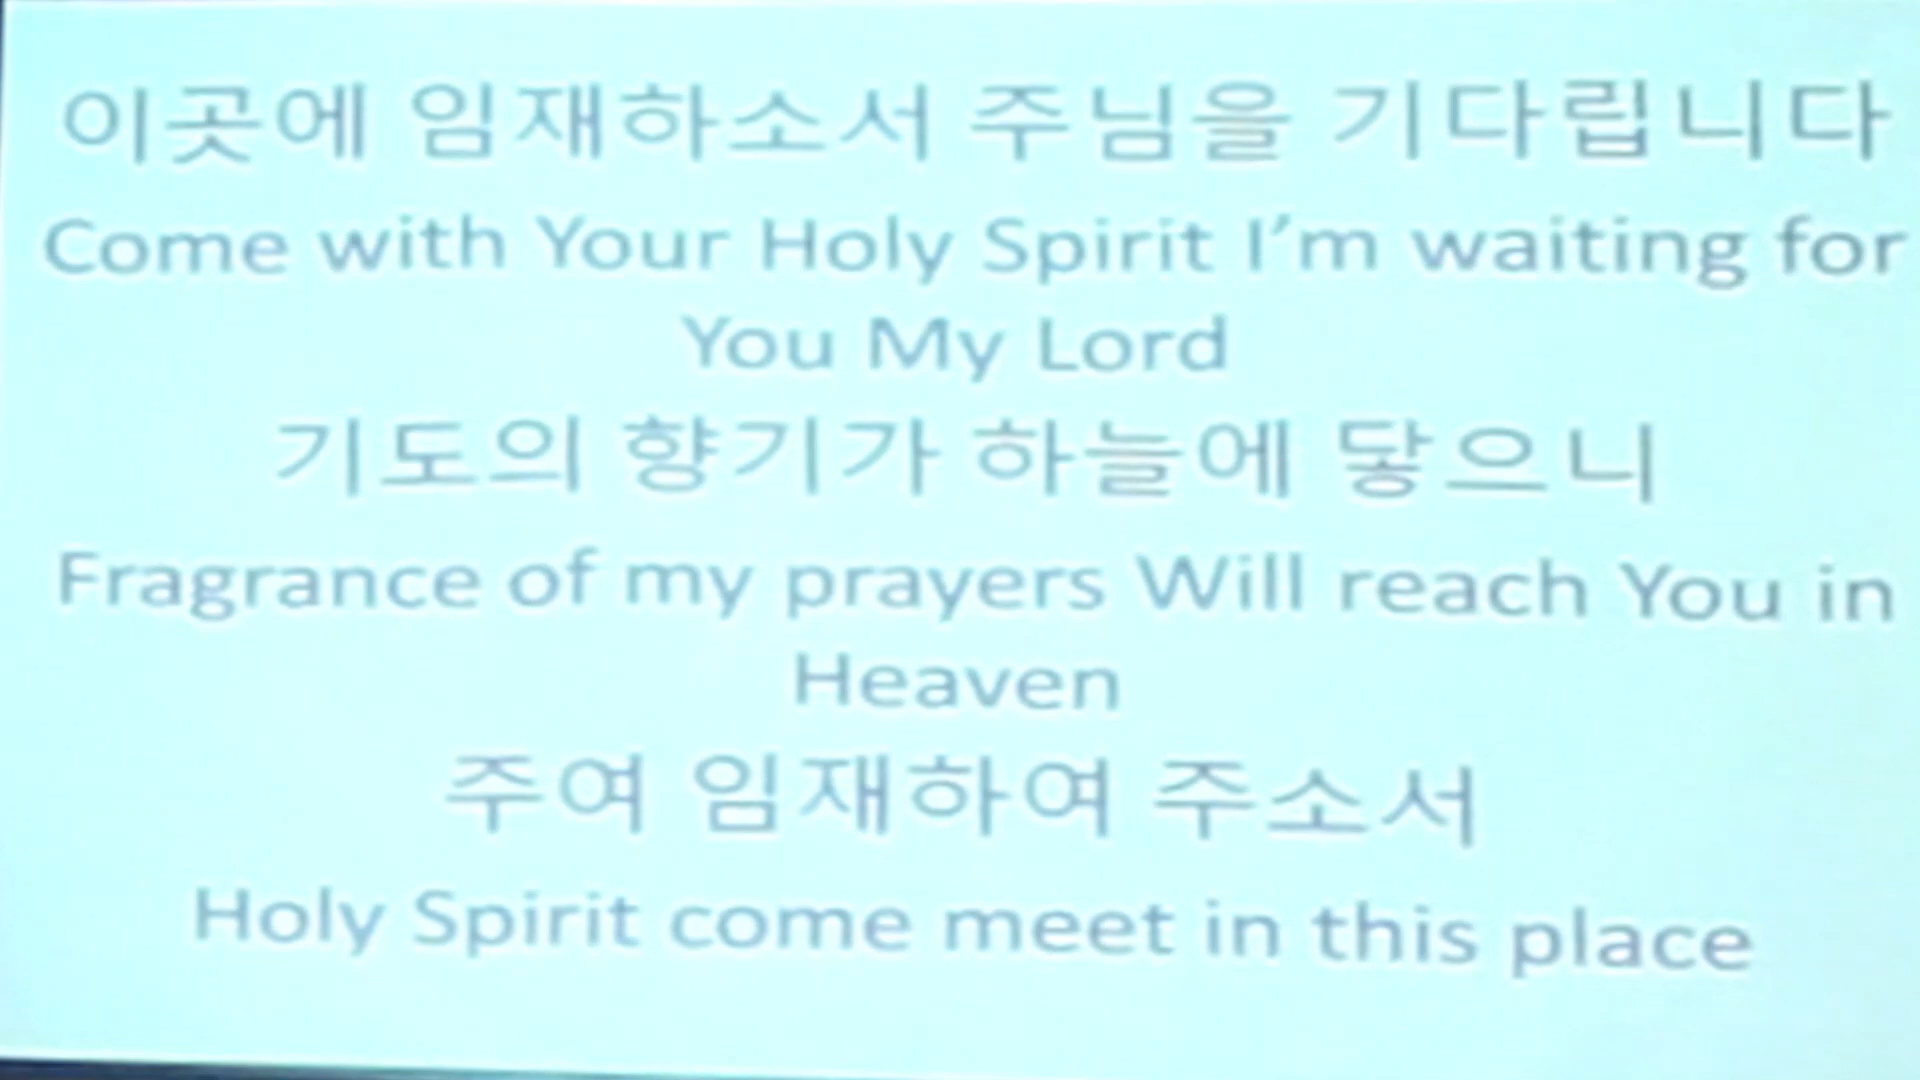 이곳에 임재하소서 주님을 기다립니다
Come with Your Holy Spirit I'm waiting for
You My Lord
기도의 향기가 하늘에 닿으니
Fragrance of my prayers Will reach You in
Heaven
주여 임재하여 주소서
Holy Spirit come meet in this place